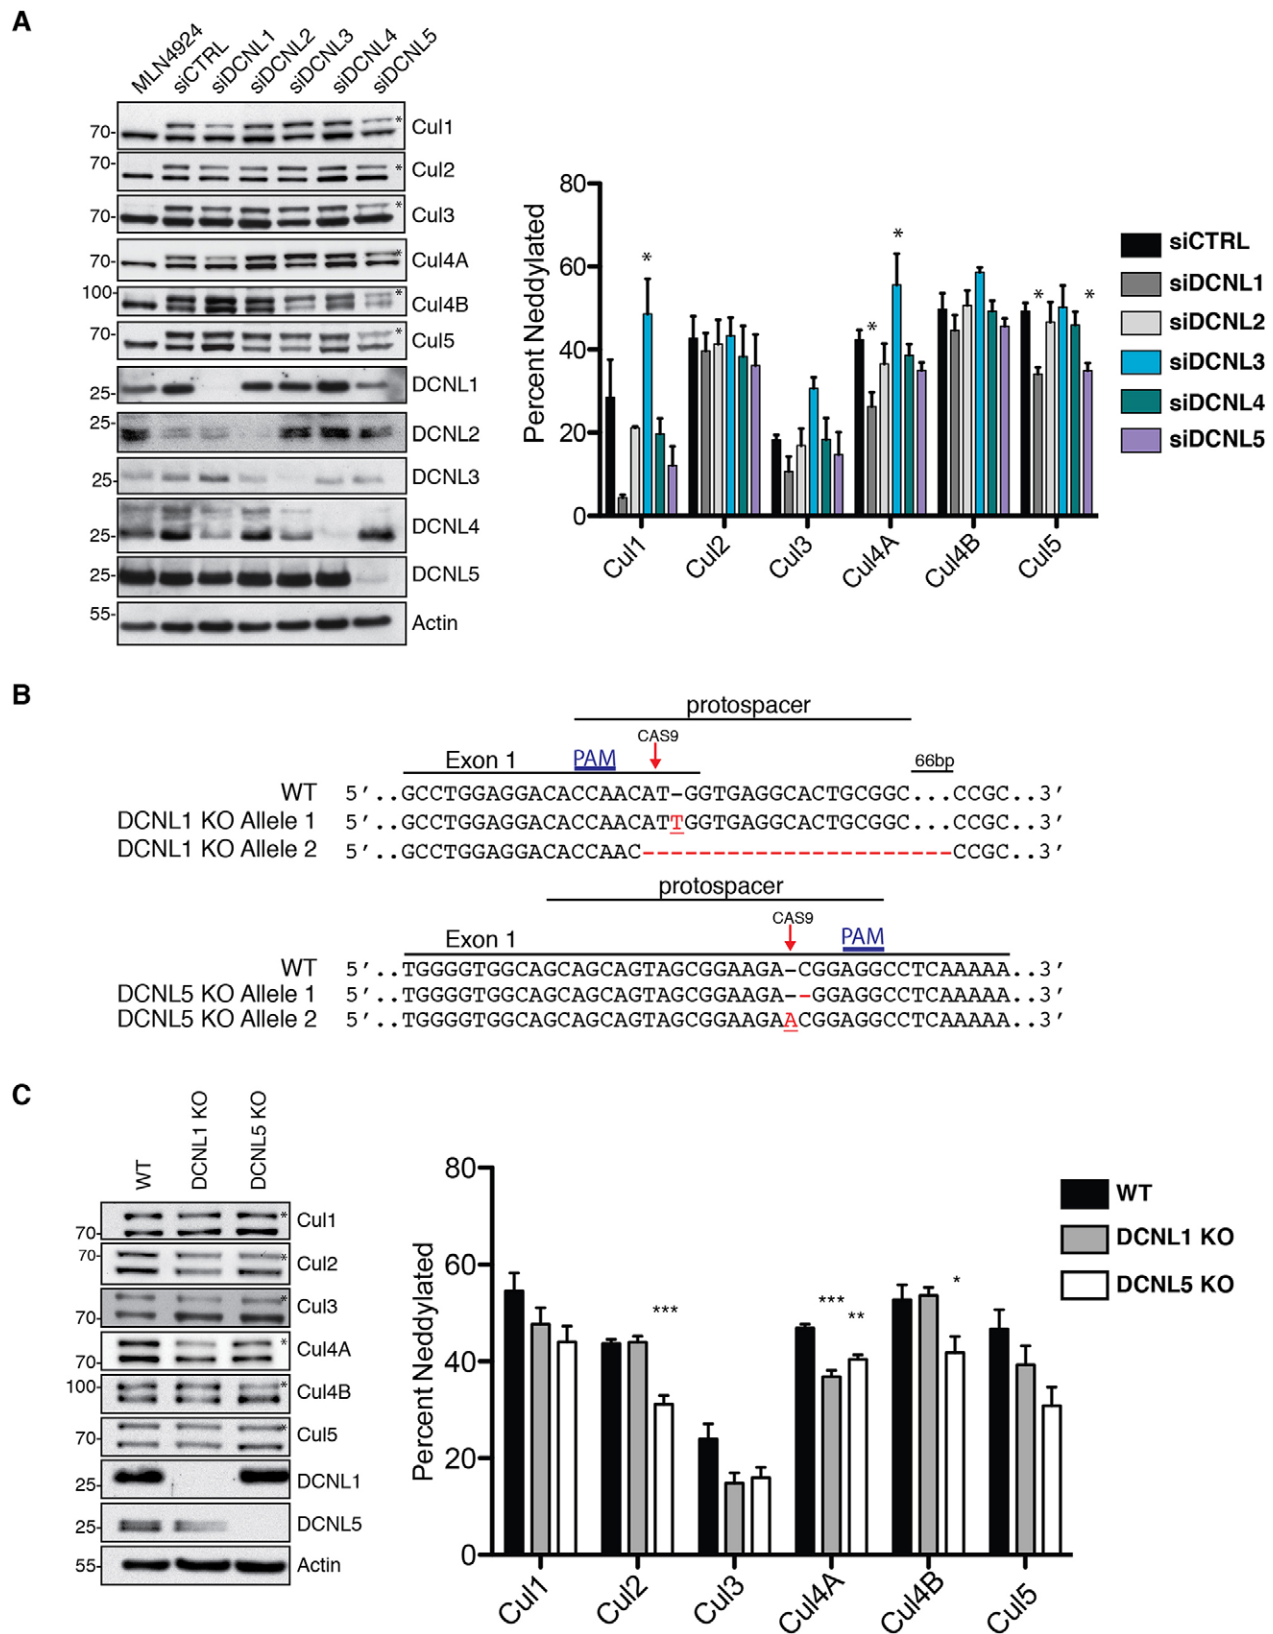 A
MLN4924 siCTRL siDCNL1 siDCNL2 siDCNL3 siDCNL4 siDCNL5
70- * Cul1
70- * Cul2
70- * Cul3
70- * Cul4A
100- * Cul4B
70- * Cul5
25- DCNL1
25- DCNL2
25- DCNL3
25- DCNL4
25- DCNL5
55- Actin
Percent Neddylated
80
60
40
20
0
* * * * *
Cul1 Cul2 Cul3 Cul4A Cul4B Cul5
siCTRL
siDCNL1
siDCNL2
siDCNL3
siDCNL4
siDCNL5
B
protospacer
CAS9
Exon 1 PAM 66bp
WT 5′..GCCTGGAGGACACCAACAT-GGTGAGGCACTGCGGC...CCGC..3′
DCNL1 KO Allele 1 5′..GCCTGGAGGACACCAACATTGGTGAGGCACTGCGGC...CCGC..3′
DCNL1 KO Allele 2 5′..GCCTGGAGGACACCAAC----------------------CCGC..3′
protospacer
CAS9
Exon 1 PAM
WT 5′..TGGGGTGGCAGCAGCAGTAGCGGAAGA-CGGAGGCCTCAAAAA..3′
DCNL5 KO Allele 1 5′..TGGGGTGGCAGCAGCAGTAGCGGAAGA--GGAGGCCTCAAAAA..3′
DCNL5 KO Allele 2 5′..TGGGGTGGCAGCAGCAGTAGCGGAAGAACGGAGGCCTCAAAAA..3′
C
WT DCNL1 KO DCNL5 KO
70- * Cul1
70- * Cul2
70- * Cul3
70- * Cul4A
100- * Cul4B
70- * Cul5
25- DCNL1
25- DCNL5
55- Actin
Percent Neddylated
80
60
40
20
0
*** *** ** *
Cul1 Cul2 Cul3 Cul4A Cul4B Cul5
WT
DCNL1 KO
DCNL5 KO